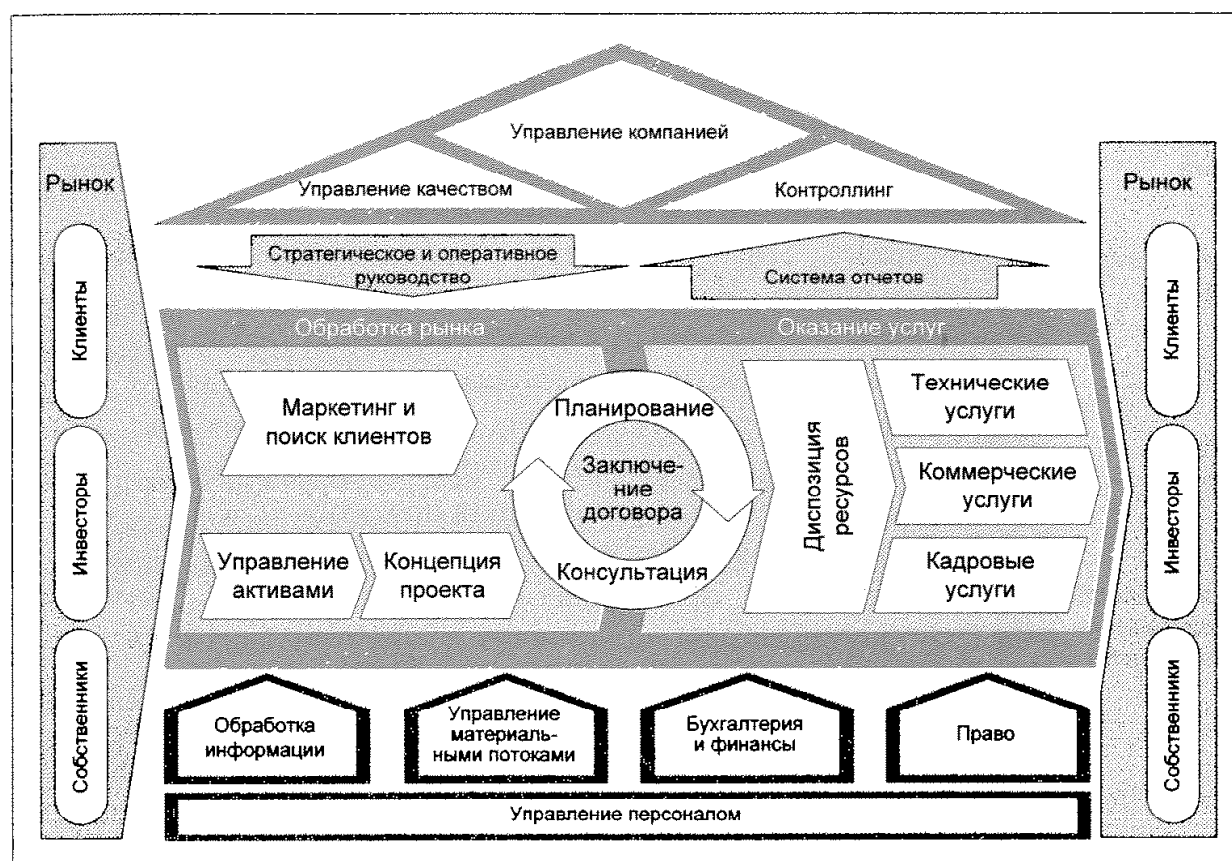 Управление компанией
Управление качеством
Контроллинг
Рынок
Клиенты
Инвесторы
Собственники
Стратегическое и оперативное
руководство
Система отчетов
Обработка рынка
Оказание услуг
Маркетинг и
поиск клиентов
Управление
активами
Концепция
проекта
Планирование
Заключе-
ние
договора
Консультация
Диспозиция
ресурсов
Технические
услуги
Коммерческие
услуги
Кадровые
услуги
Рынок
Клиенты
Инвесторы
Собственники
Обработка
информации
Управление
материаль-
ными потоками
Бухгалтерия
и финансы
Право
Управление персоналом